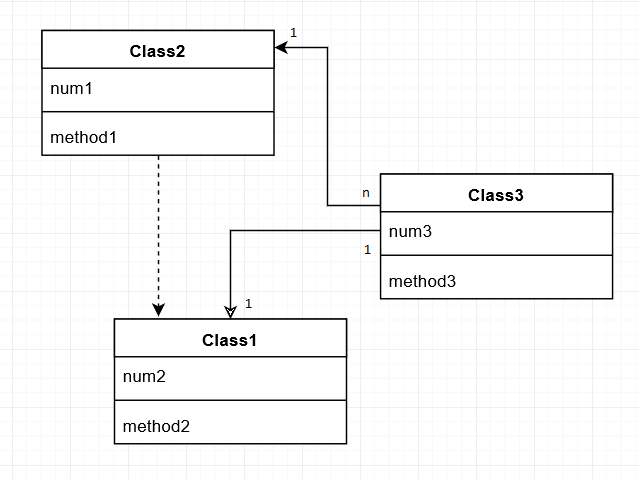 1
Class2
num1
method1
n
Class3
num3
1
method3
1
Class1
num2
method2